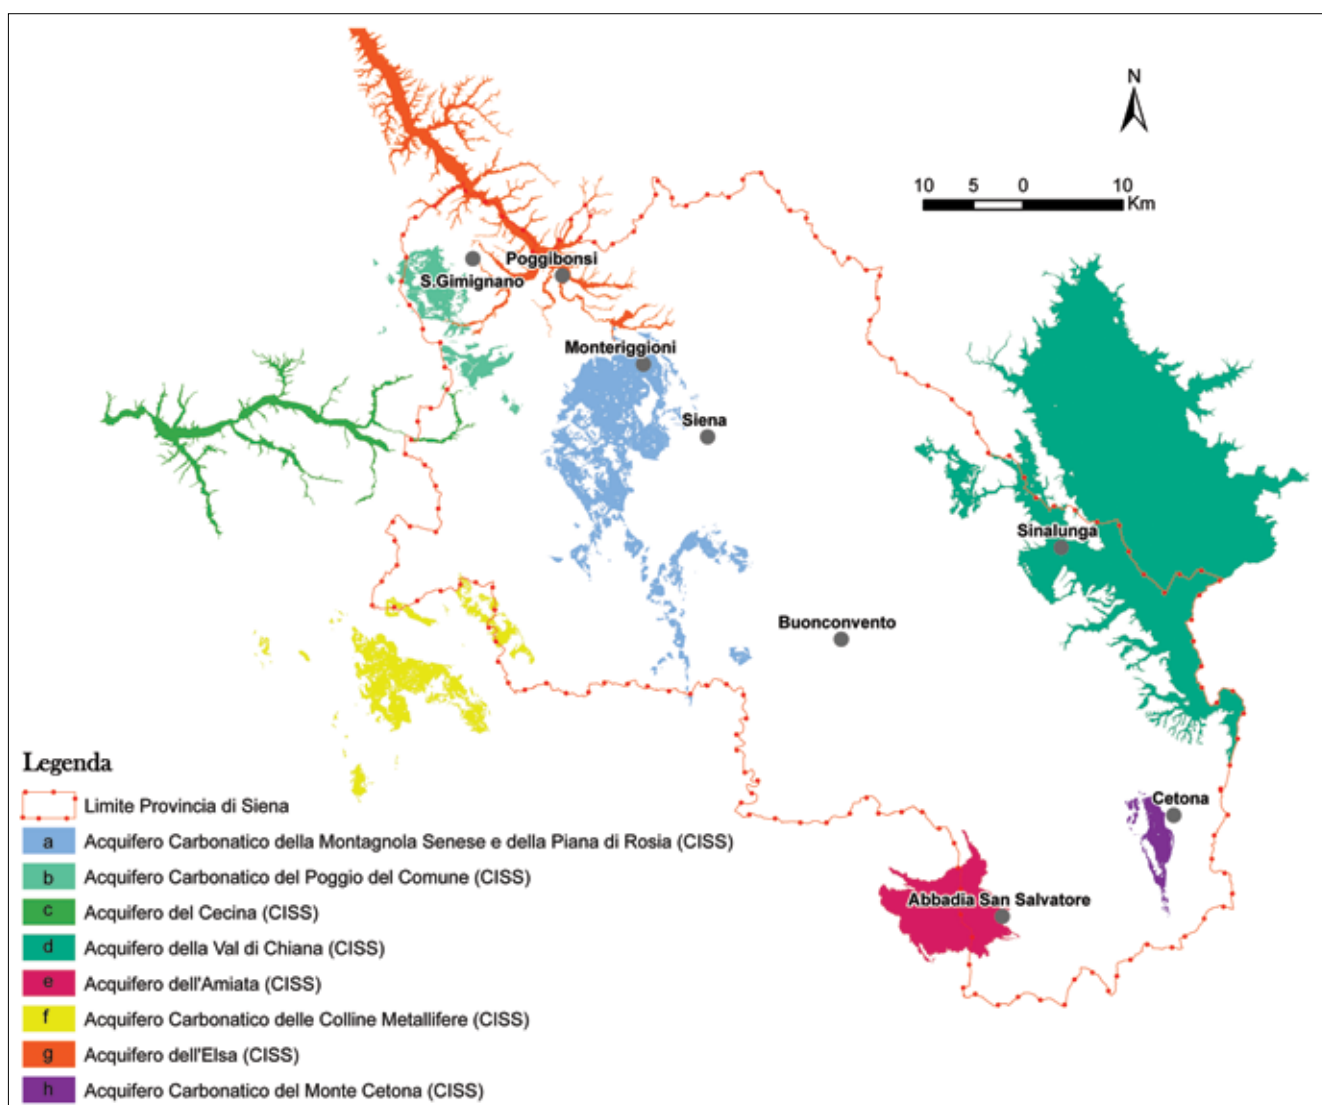 N
10 5 0 10
Km
Poggibonsi
S.Gimignano
Monteriggioni
Siena
Sinalunga
Buonconvento
Cetona
Abbadia San Salvatore
Legenda
Limite Provincia di Siena
a Acquifero Carbonatico della Montagnola Senese e della Piana di Rosia (CISS)
b Acquifero Carbonatico del Poggio del Comune (CISS)
c Acquifero del Cecina (CISS)
d Acquifero della Val di Chiana (CISS)
e Acquifero dell'Amiata (CISS)
f Acquifero Carbonatico delle Colline Metallifere (CISS)
g Acquifero dell'Elsa (CISS)
h Acquifero Carbonatico del Monte Cetona (CISS)